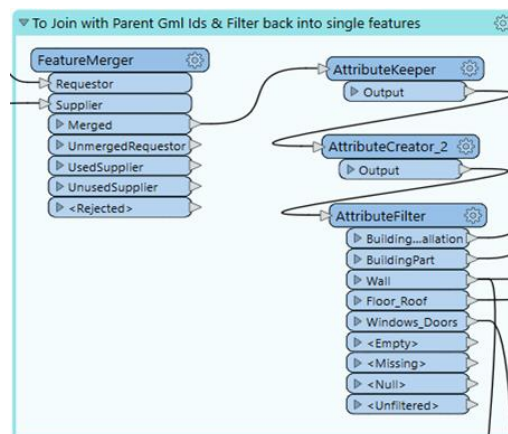 To Join with Parent Gml Ids & Filter back into single features
FeatureMerger
Requestor
Supplier
Merged
UnmergedRequestor
UsedSupplier
UnusedSupplier
<Rejected>
AttributeKeeper
Output
AttributeCreator_2
Output
AttributeFilter
Building...aliation
BuildingPart
Wall
Floor_Roof
Windows_Doors
<Empty>
<Missing>
<Null>
<Unfiltered>